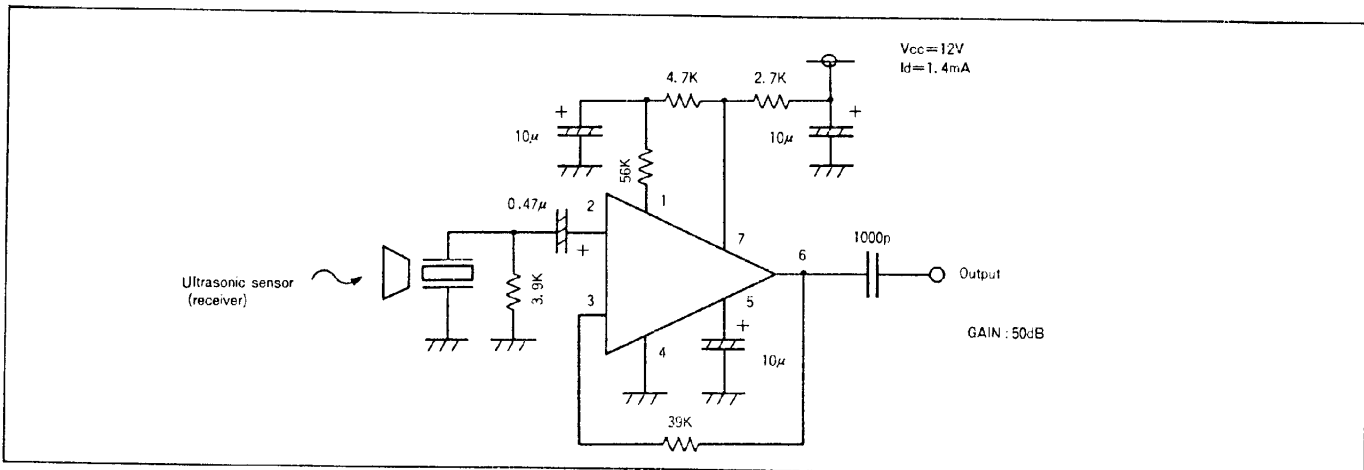 Vcc=12V
Id=1.4mA
4.7K
2.7K
+
10μ
10μ
+
56K
0.47μ
2
1
+
7
1000p
6
Output
Ultrasonic sensor
(receiver)
3.9K
3
5
+
4
10μ
GAIN : 50dB
39K